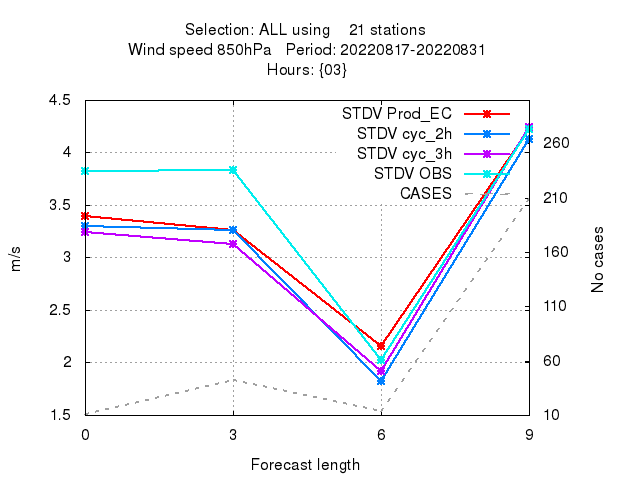 Selection: ALL using 21 stations
Wind speed 850hPa Period: 20220817-20220831
Hours: {03}
4.5
4
3.5
3
2.5
2
1.5
m/s
STDV Prod_EC
STDV cyc_2h
STDV cyc_3h
STDV OBS
CASES
260
210
160
110
60
10
No cases
0 3 6 9
Forecast length